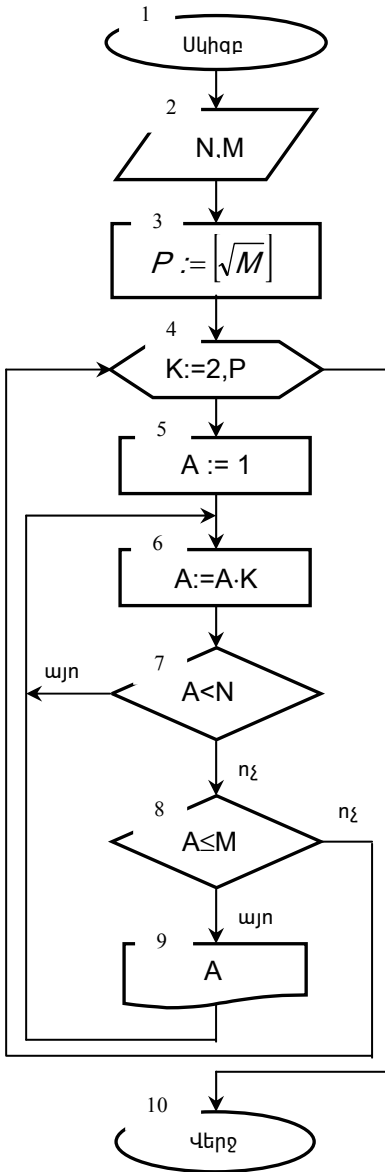 1
Սկիզբ
2
N,M
3
P := [√M]
4
K:=2,P
5
A := 1
6
A:=A·K
7
այո
A<N
ոչ
8
ոչ
A≤M
այո
9
A
10
Վերջ